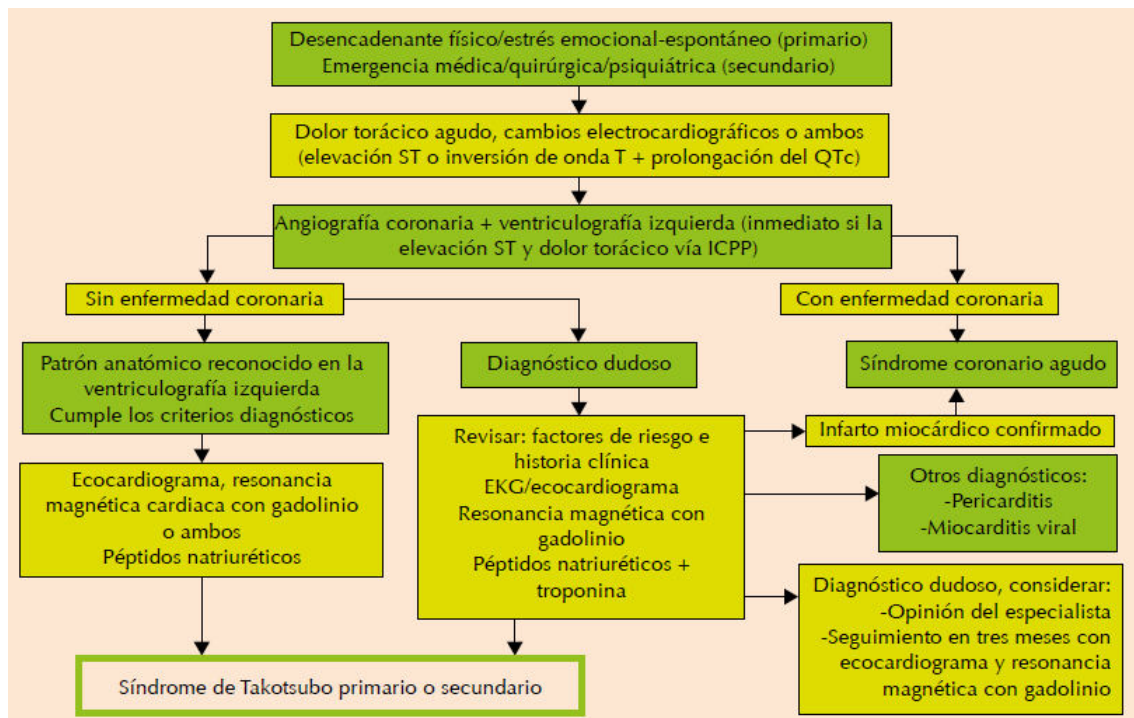 Desencadenante físico/estrés emocional-espontáneo (primario)
Emergencia médica/quirúrgica/psiquiátrica (secundario)
Dolor torácico agudo, cambios electrocardiográficos o ambos
(elevación ST o inversión de onda T + prolongación del QTc)
Angiografía coronaria + ventriculografía izquierda (inmediato si la
elevación ST y dolor torácico vía ICPP)
Sin enfermedad coronaria
Con enfermedad coronaria
Patrón anatómico reconocido en la
ventriculografía izquierda
Cumple los criterios diagnósticos
Diagnóstico dudoso
Síndrome coronario agudo
Ecocardiograma, resonancia
magnética cardiaca con gadolinio
o ambos
Péptidos natriuréticos
Revisar: factores de riesgo e
historia clínica
EKG/ecocardiograma
Resonancia magnética con
gadolinio
Péptidos natriuréticos +
troponina
Infarto miocárdico confirmado
Otros diagnósticos:
-Pericarditis
-Miocarditis viral
Diagnóstico dudoso, considerar:
-Opinión del especialista
-Seguimiento en tres meses con
ecocardiograma y resonancia
magnética con gadolinio
Síndrome de Takotsubo primario o secundario